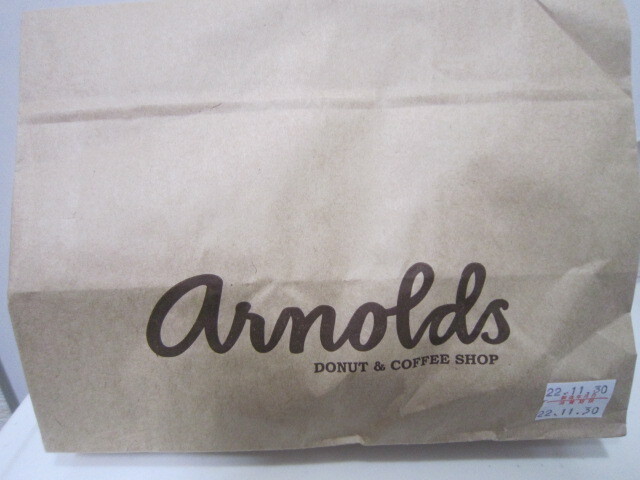 arnolds
DONUT & COFFEE SHOP
22.11.30
22.11.30